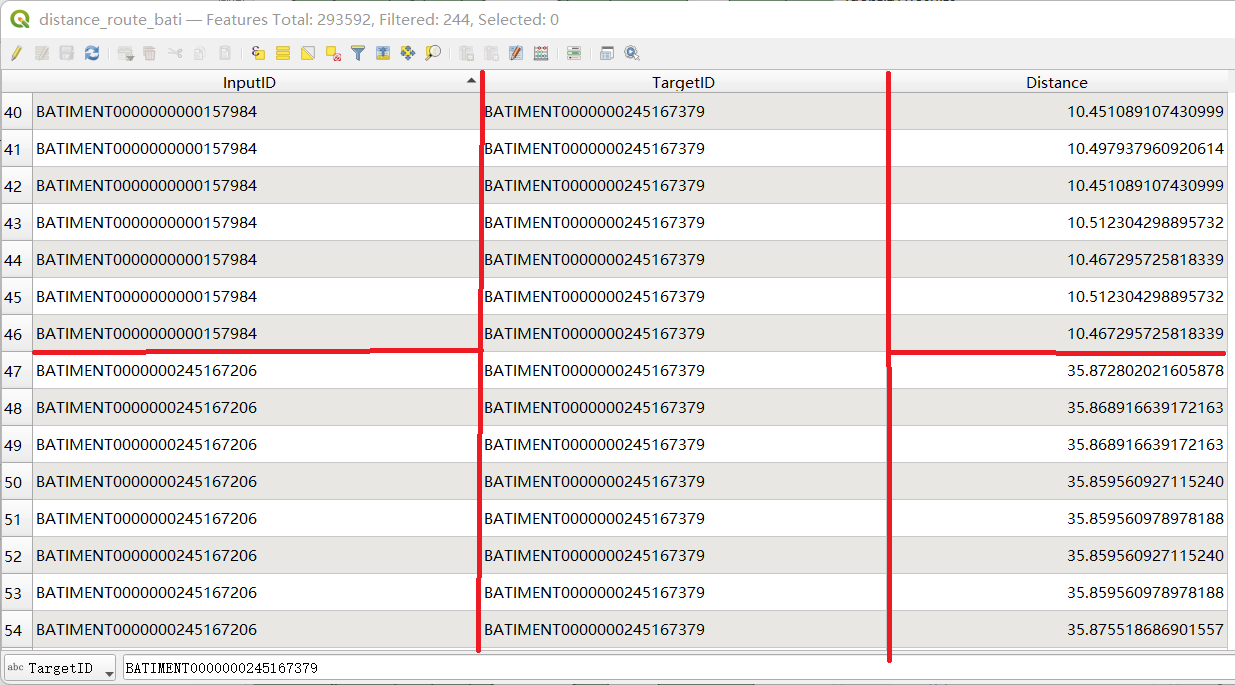 distance_route_bati — Features Total: 293592, Filtered: 244, Selected: 0
InputID TargetID Distance
40 BATIMENT0000000000157984 BATIMENT0000000245167379 10.451089107430999
41 BATIMENT0000000000157984 BATIMENT0000000245167379 10.497937960920614
42 BATIMENT0000000000157984 BATIMENT0000000245167379 10.451089107430999
43 BATIMENT0000000000157984 BATIMENT0000000245167379 10.512304298895732
44 BATIMENT0000000000157984 BATIMENT0000000245167379 10.467295725818339
45 BATIMENT0000000000157984 BATIMENT0000000245167379 10.512304298895732
46 BATIMENT0000000000157984 BATIMENT0000000245167379 10.467295725818339
47 BATIMENT0000000245167206 BATIMENT0000000245167379 35.872802021605878
48 BATIMENT0000000245167206 BATIMENT0000000245167379 35.868916639172163
49 BATIMENT0000000245167206 BATIMENT0000000245167379 35.868916639172163
50 BATIMENT0000000245167206 BATIMENT0000000245167379 35.859560927115240
51 BATIMENT0000000245167206 BATIMENT0000000245167379 35.859560978978188
52 BATIMENT0000000245167206 BATIMENT0000000245167379 35.859560927115240
53 BATIMENT0000000245167206 BATIMENT0000000245167379 35.859560978978188
54 BATIMENT0000000245167206 BATIMENT0000000245167379 35.875518686901557
abc TargetID BATIMENT0000000245167379